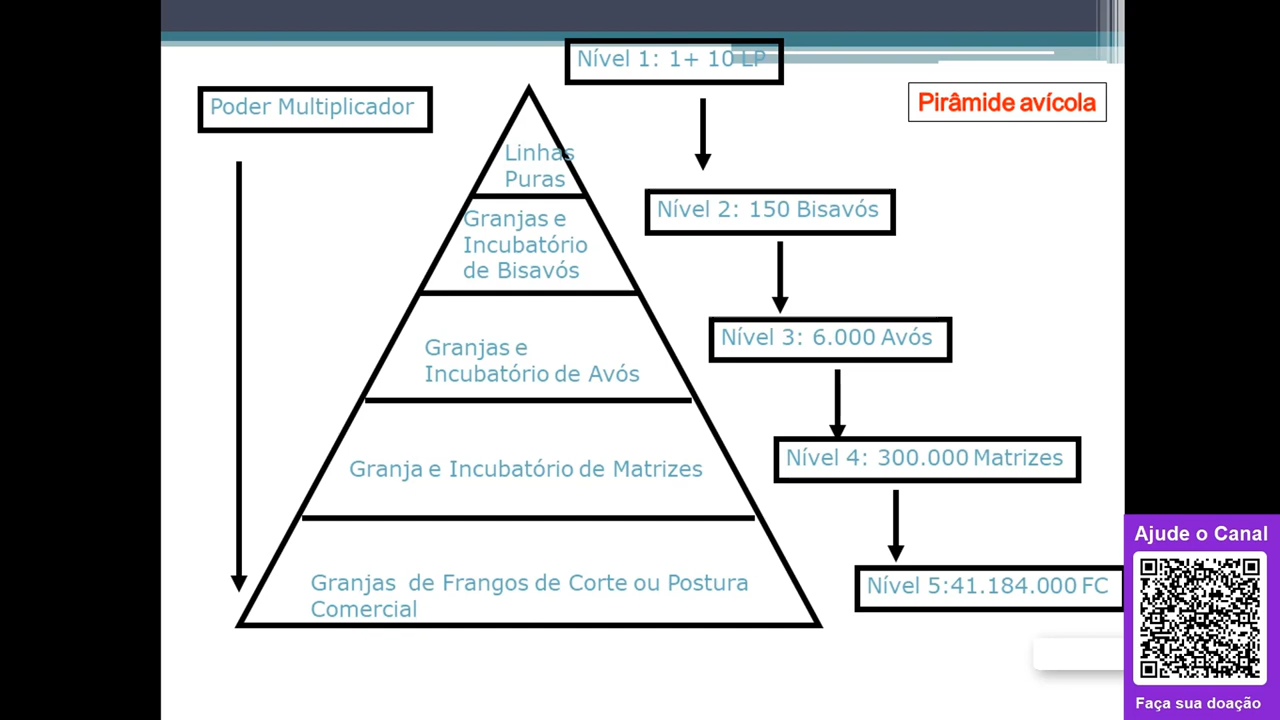 Nível 1: 1+ 10 LP
Poder Multiplicador
Pirâmide avícola
Linhas
Puras
Nível 2: 150 Bisavós
Granjas e
Incubatório
de Bisavós
Nível 3: 6.000 Avós
Granjas e
Incubatório de Avós
Nível 4: 300.000 Matrizes
Granja e Incubatório de Matrizes
Granjas de Frangos de Corte ou Postura
Comercial
Nível 5:41.184.000 FC
Ajude o Canal
Faça sua doação